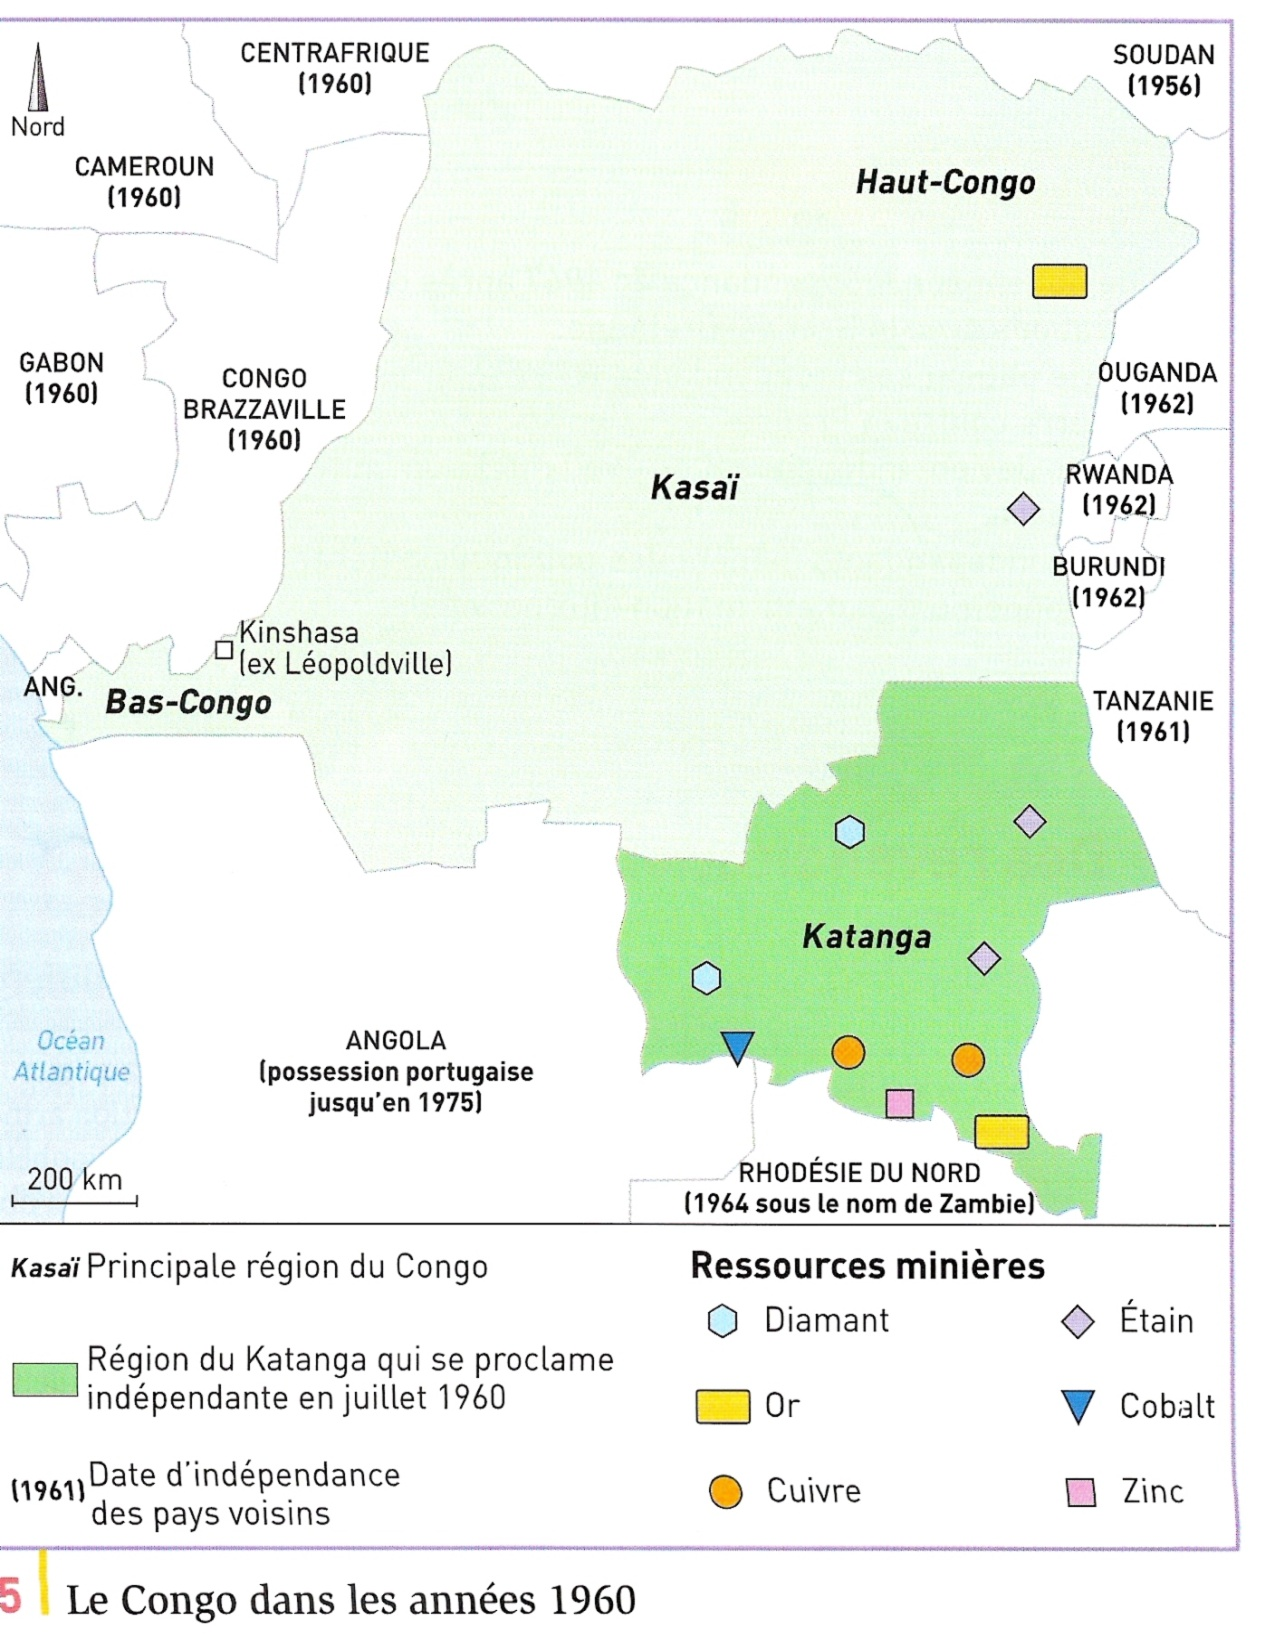 CENTRAFRIQUE
(1960)
SOUDAN
(1956)
Nord
CAMEROUN
(1960)
Haut-Congo
GABON
(1960)
CONGO
BRAZZAVILLE
(1960)
OUGANDA
(1962)
Kasaï
RWANDA
(1962)
BURUNDI
(1962)
Kinshasa
(ex Léopoldville)
ANG.
Bas-Congo
TANZANIE
(1961)
Katanga
Océan
Atlantique
ANGOLA
(possession portugaise
jusqu'en 1975)
200 km
RHODÉSIE DU NORD
(1964 sous le nom de Zambie)
Kasaï Principale région du Congo
Région du Katanga qui se proclame
indépendante en juillet 1960
(1961) Date d'indépendance
des pays voisins
Ressources minières
Diamant
Étain
Or
Cobalt
Cuivre
Zinc
5 Le Congo dans les années 1960